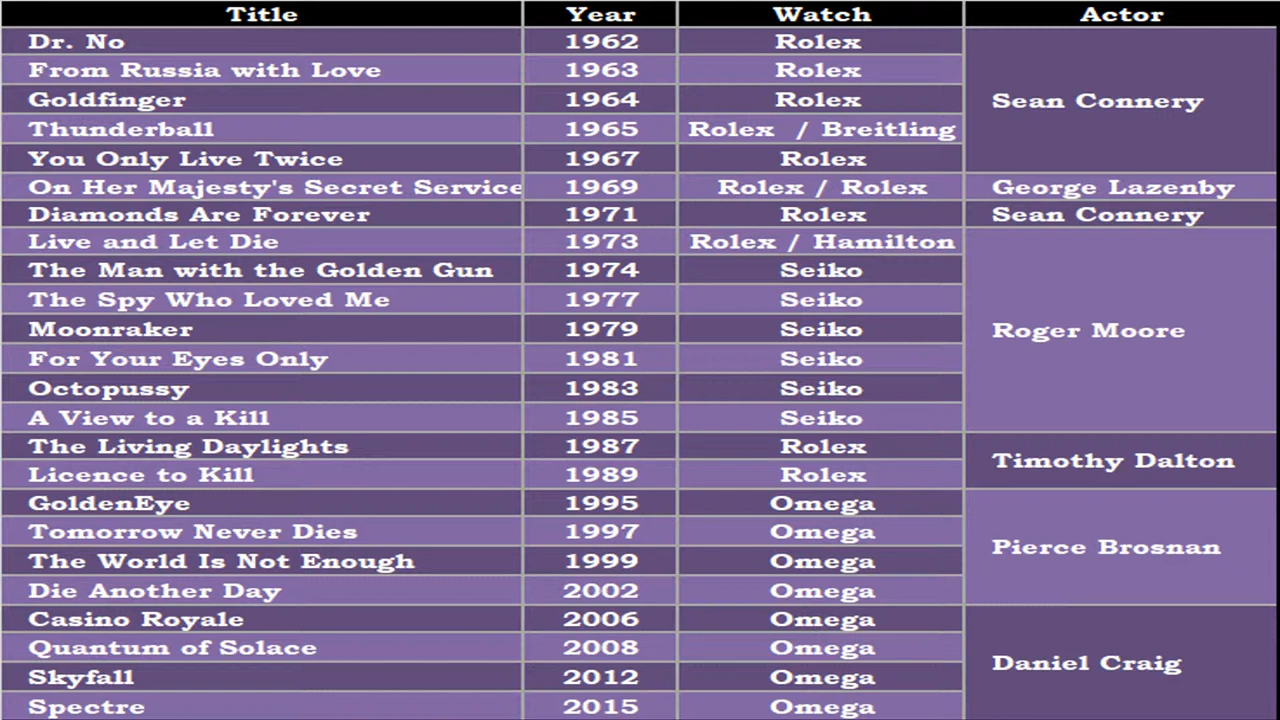 Title Year Watch Actor
Dr. No 1962 Rolex
From Russia with Love 1963 Rolex
Goldfinger 1964 Rolex Sean Connery
Thunderball 1965 Rolex / Breitling
You Only Live Twice 1967 Rolex
On Her Majesty's Secret Service 1969 Rolex / Rolex George Lazenby
Diamonds Are Forever 1971 Rolex Sean Connery
Live and Let Die 1973 Rolex / Hamilton
The Man with the Golden Gun 1974 Seiko
The Spy Who Loved Me 1977 Seiko
Moonraker 1979 Seiko Roger Moore
For Your Eyes Only 1981 Seiko
Octopussy 1983 Seiko
A View to a Kill 1985 Seiko
The Living Daylights 1987 Rolex Timothy Dalton
Licence to Kill 1989 Rolex
GoldenEye 1995 Omega
Tomorrow Never Dies 1997 Omega Pierce Brosnan
The World Is Not Enough 1999 Omega
Die Another Day 2002 Omega
Casino Royale 2006 Omega
Quantum of Solace 2008 Omega Daniel Craig
Skyfall 2012 Omega
Spectre 2015 Omega